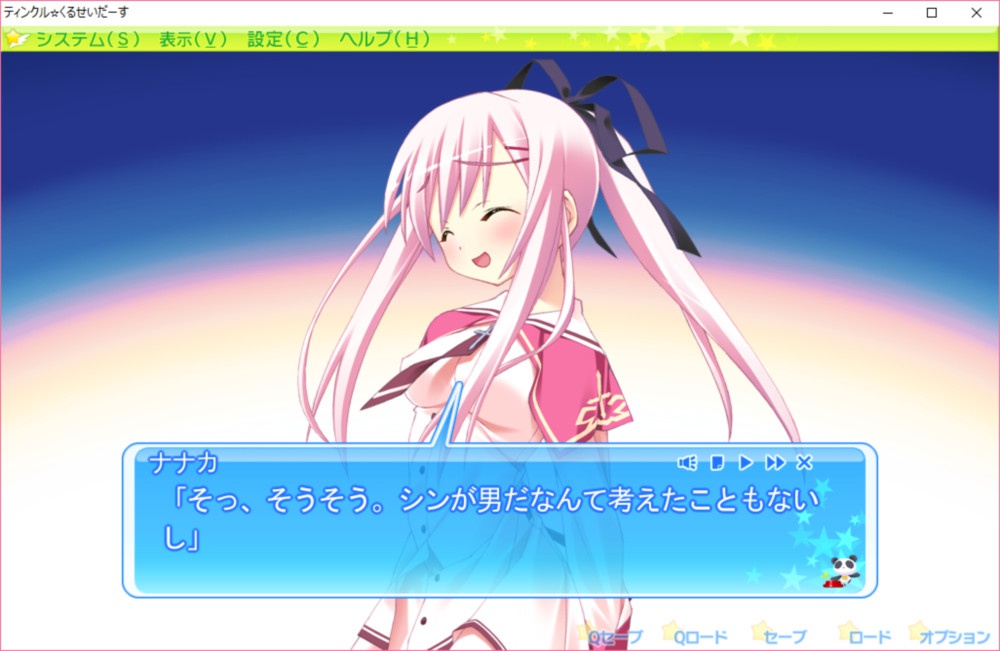 ティンクル☆くるせいだーす
システム(S) 表示(V) 設定(C) ヘルプ(H)
ナナカ
「そっ、そうそう。シンが男だなんて考えたこともない
し」
Qセーブ Qロード セーブ ロード オプション